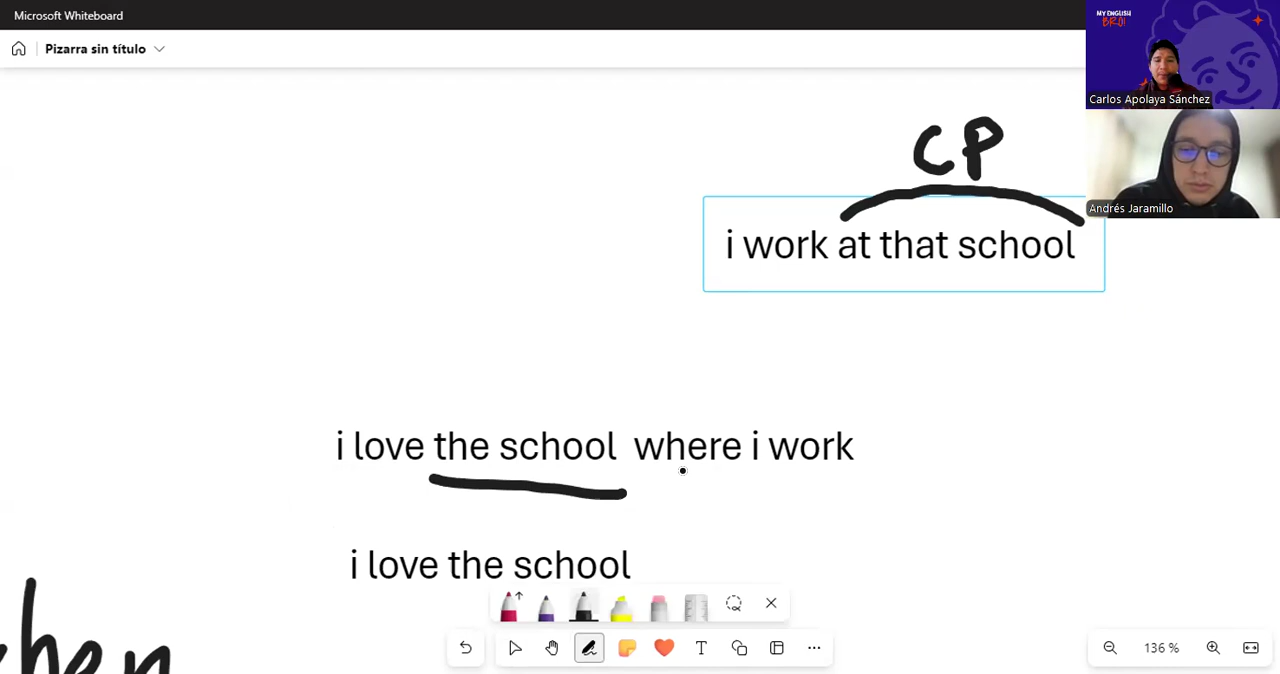 Microsoft Whiteboard
Pizarra sin título
MY ENGLISH
BRO!
Carlos Apolaya Sánchez
Andrés Jaramillo
CP
i work at that school
i love the school where i work
i love the school
136 %